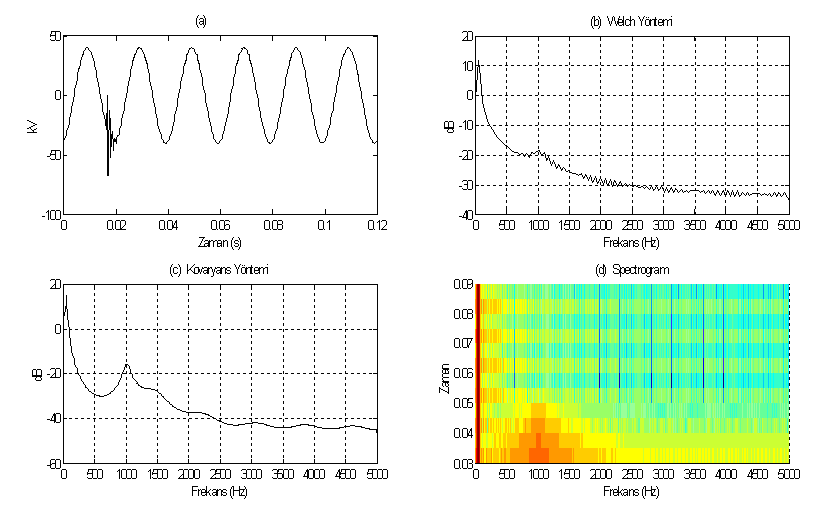 (a)
50
0
-50
-100
kV
0 0.02 0.04 0.06 0.08 0.1 0.12
Zaman (s)
(b) Welch Yöntemi
20
10
0
-10
-20
-30
-40
dB
0 500 1000 1500 2000 2500 3000 3500 4000 4500 5000
Frekans (Hz)
(c) Kovaryans Yöntemi
20
0
-20
-40
-60
dB
0 500 1000 1500 2000 2500 3000 3500 4000 4500 5000
Frekans (Hz)
(d) Spectrogram
0.09
0.08
0.07
0.06
0.05
0.04
0.03
Zaman
0 500 1000 1500 2000 2500 3000 3500 4000 4500 5000
Frekans (Hz)